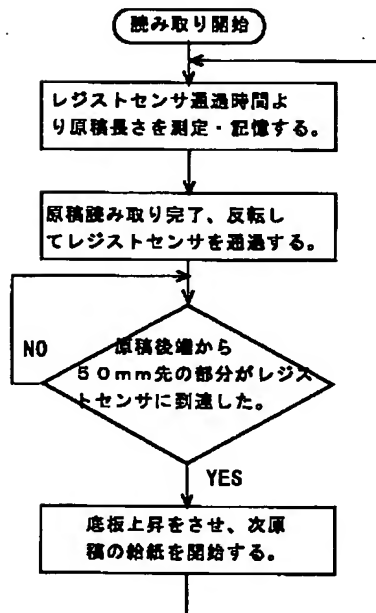 読み取り開始
レジストセンサ通過時間よ
り原稿長さを測定・記憶する。
原稿読み取り完了、反転し
てレジストセンサを通過する。
原稿後端から
５０mm先の部分がレジス
トセンサに到達した。
NO
YES
底板上昇をさせ、次原
稿の給紙を開始する。